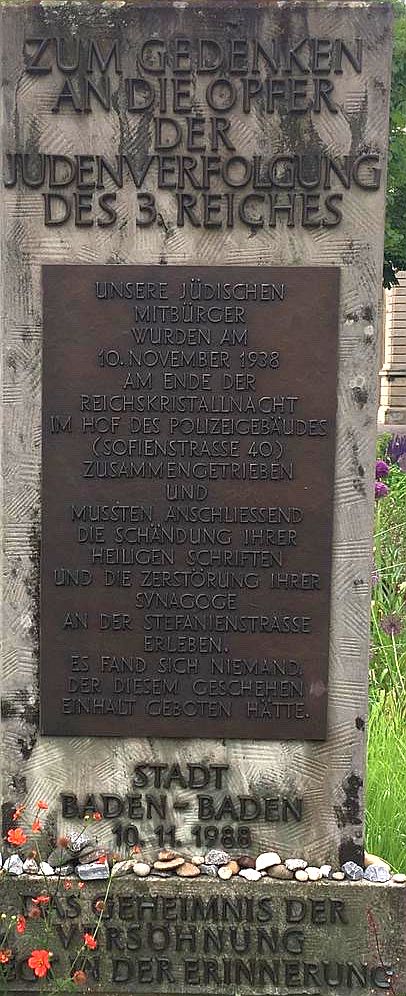 ZUM GEDENKEN
AN DIE OPFER
DER
JUDENVERFOLGUNG
DES 3. REICHES
UNSERE JÜDISCHEN
MITBÜRGER
WURDEN AM
10. NOVEMBER 1938
AM ENDE DER
REICHSKRISTALLNACHT
IM HOF DES POLIZEIGEBÄUDES
(SOFIENSTRASSE 40)
ZUSAMMENGETRIEBEN
UND
MUSSTEN ANSCHLIESSEND
DIE SCHÄNDUNG IHRER
HEILIGEN SCHRIFTEN
UND DIE ZERSTÖRUNG IHRER
SYNAGOGE
AN DER STEFANIENSTRASSE
ERLEBEN.
ES FAND SICH NIEMAND,
DER DIESEM GESCHEHEN
EINHALT GEBOTEN HÄTTE.
STADT
BADEN-BADEN
10.11.1988
DAS GEHEIMNIS DER
VERSÖHNUNG
IN DER ERINNERUNG